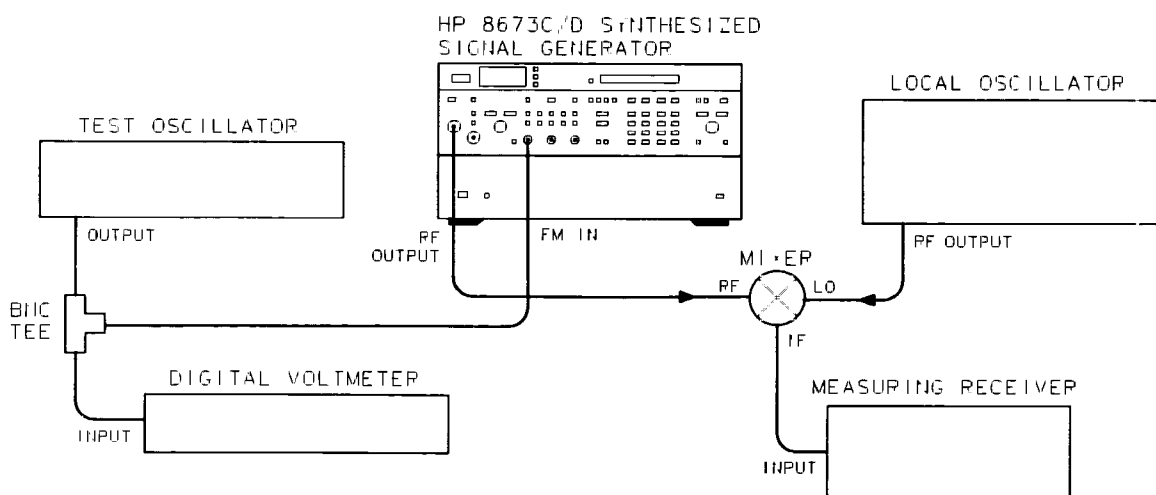 HP 8673C/D SYNTHESIZED
SIGNAL GENERATOR
LOCAL OSCILLATOR
TEST OSCILLATOR
OUTPUT
RF
OUTPUT
FM IN
RF OUTPUT
MIXER
RF
LO
IF
BNC
TEE
DIGITAL VOLTMETER
INPUT
MEASURING RECEIVER
INPUT